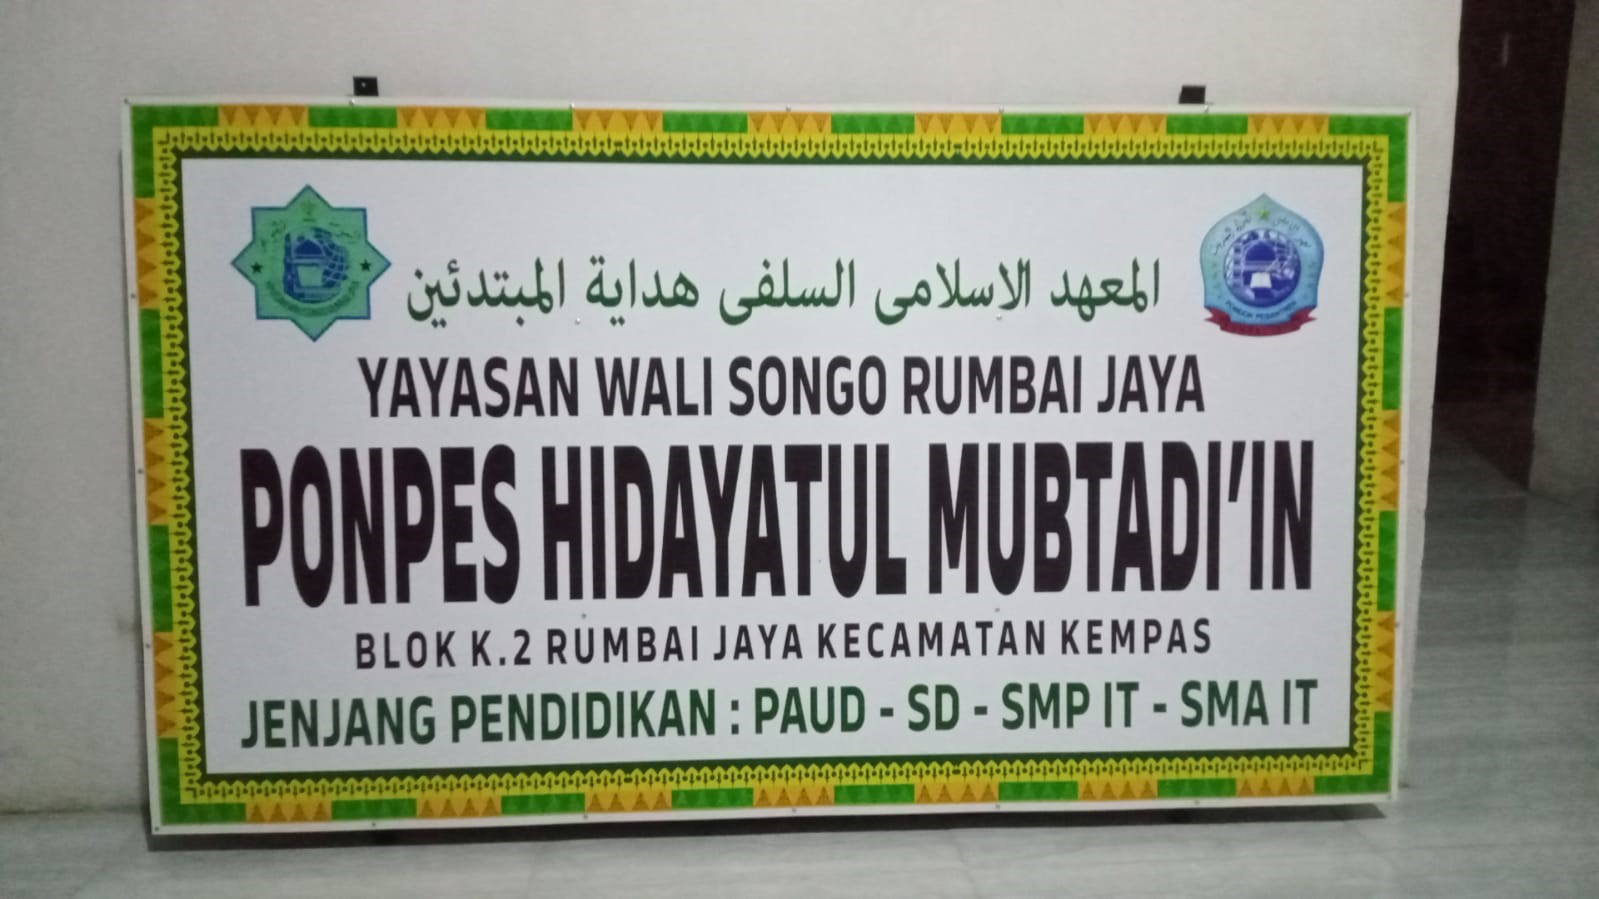 المعهد الإسلامى السلفى هداية المبتدئين
YAYASAN WALI SONGO RUMBAI JAYA
PONPES HIDAYATUL MUBTADI'IN
BLOK K.2 RUMBAI JAYA KECAMATAN KEMPAS
JENJANG PENDIDIKAN : PAUD - SD - SMP IT - SMA IT